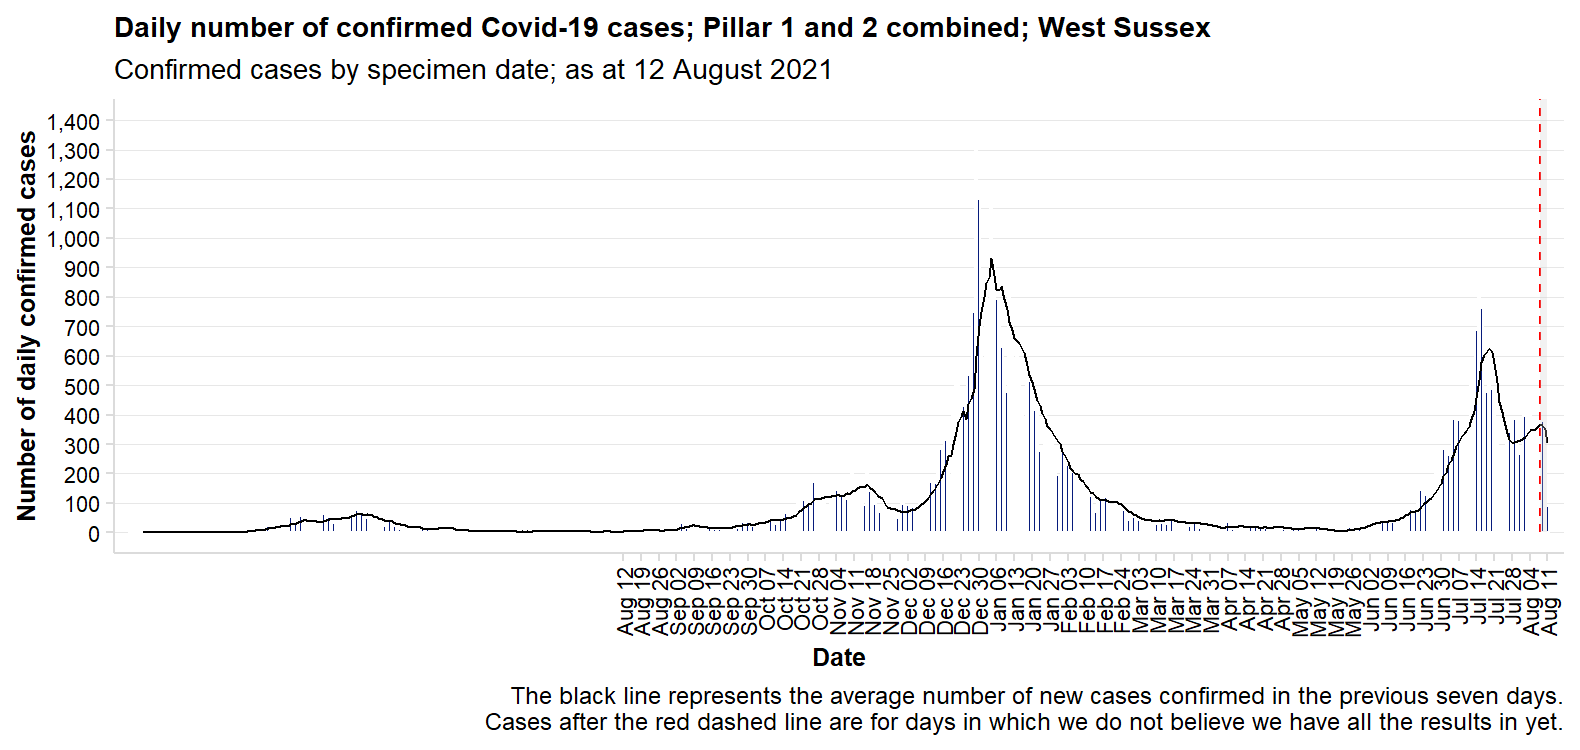 Daily number of confirmed Covid-19 cases; Pillar 1 and 2 combined; West Sussex
Confirmed cases by specimen date; as at 12 August 2021
Number of daily confirmed cases
1,400
1,300
1,200
1,100
1,000
900
800
700
600
500
400
300
200
100
0
Aug 12
Aug 19
Aug 26
Sep 02
Sep 09
Sep 16
Sep 23
Sep 30
Oct 07
Oct 14
Oct 21
Oct 28
Nov 04
Nov 11
Nov 18
Nov 25
Dec 02
Dec 09
Dec 16
Dec 23
Dec 30
Jan 06
Jan 13
Jan 20
Jan 27
Feb 03
Feb 10
Feb 17
Feb 24
Mar 03
Mar 10
Mar 17
Mar 24
Mar 31
Apr 07
Apr 14
Apr 21
Apr 28
May 05
May 12
May 19
May 26
Jun 02
Jun 09
Jun 16
Jun 23
Jun 30
Jul 07
Jul 14
Jul 21
Jul 28
Aug 04
Aug 11
Date
The black line represents the average number of new cases confirmed in the previous seven days.
Cases after the red dashed line are for days in which we do not believe we have all the results in yet.